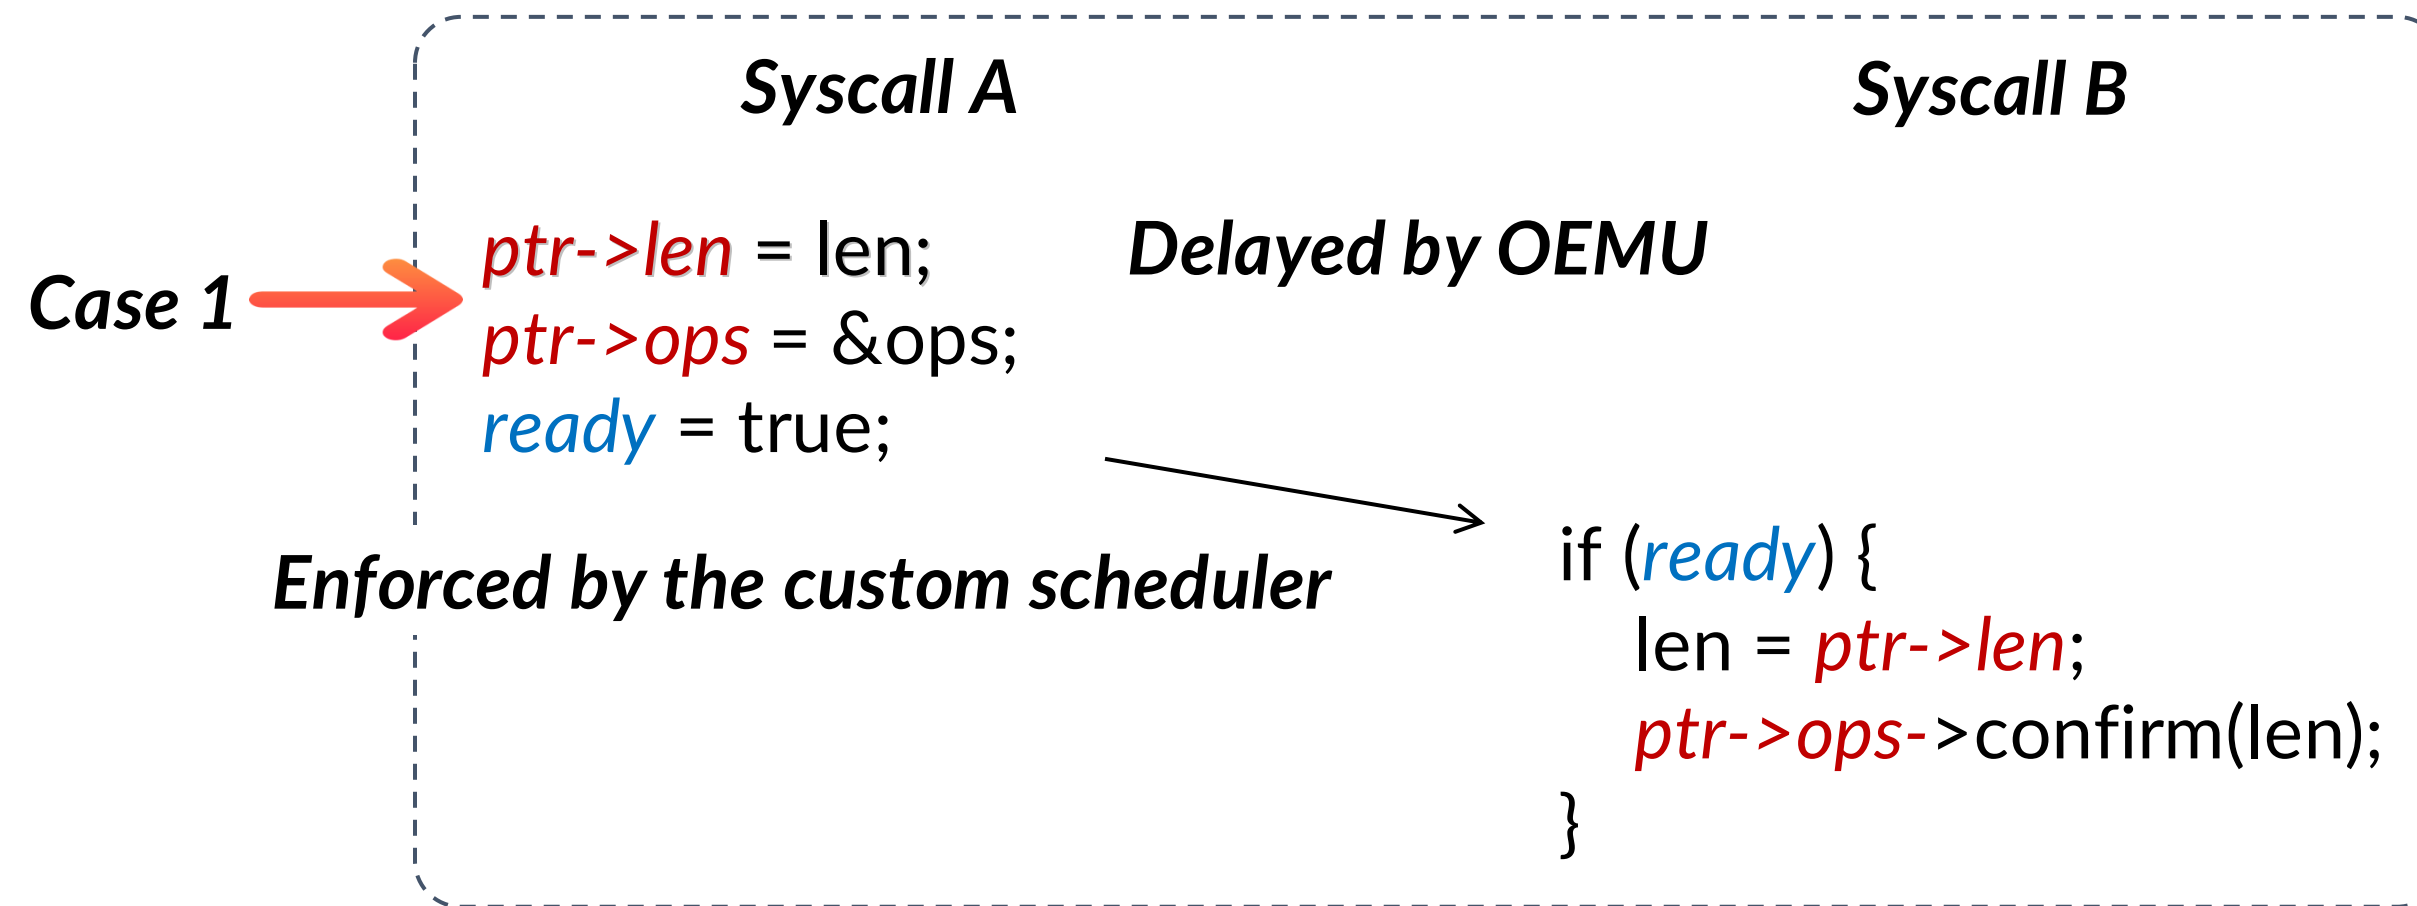 Syscall A
Syscall B
ptr->len = len;
Delayed by OEMU
Case 1
ptr->ops = &ops;
ready = true;
if (ready) {
Enforced by the custom scheduler
len = ptr->len;
ptr->ops->confirm(len);
}